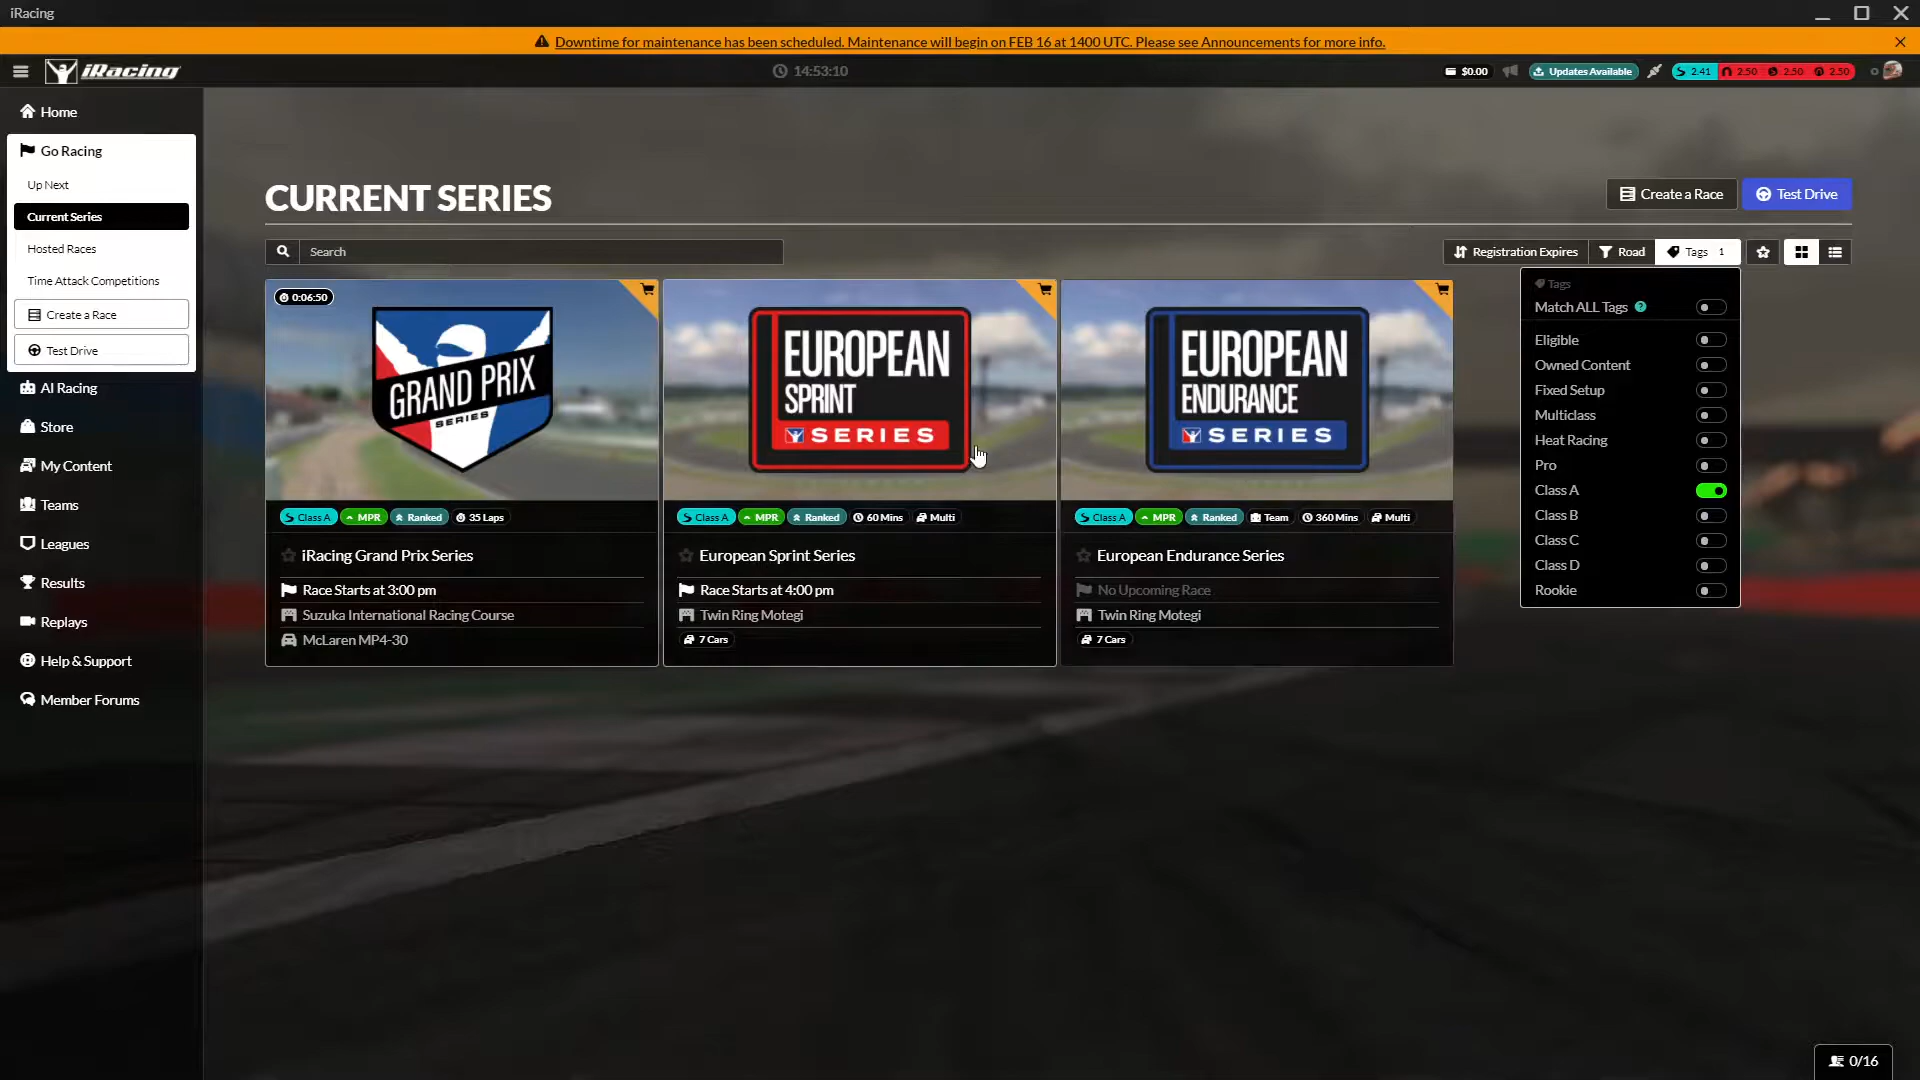 iRacing
Downtime for maintenance has been scheduled. Maintenance will begin on FEB 16 at 1400 UTC. Please see Announcements for more info.
iRacing
14:53:10
$0.00
Updates Available
2.41
2.50
2.50
2.50
Home
Go Racing
Up Next
Current Series
Hosted Races
Time Attack Competitions
Create a Race
Test Drive
AI Racing
Store
My Content
Teams
Leagues
Results
Replays
Help & Support
Member Forums
CURRENT SERIES
Create a Race
Test Drive
Search
Registration Expires
Road
Tags 1
0:06:50
GRAND PRIX
SERIES
Class A
MPR
Ranked
35 Laps
iRacing Grand Prix Series
Race Starts at 3:00 pm
Suzuka International Racing Course
McLaren MP4-30
EUROPEAN
SPRINT
SERIES
Class A
MPR
Ranked
60 Mins
Multi
European Sprint Series
Race Starts at 4:00 pm
Twin Ring Motegi
7 Cars
EUROPEAN
ENDURANCE
SERIES
Class A
MPR
Ranked
Team
360 Mins
Multi
European Endurance Series
No Upcoming Race
Twin Ring Motegi
7 Cars
Tags
Match ALL Tags ?
Eligible
Owned Content
Fixed Setup
Multiclass
Heat Racing
Pro
Class A
Class B
Class C
Class D
Rookie
0/16